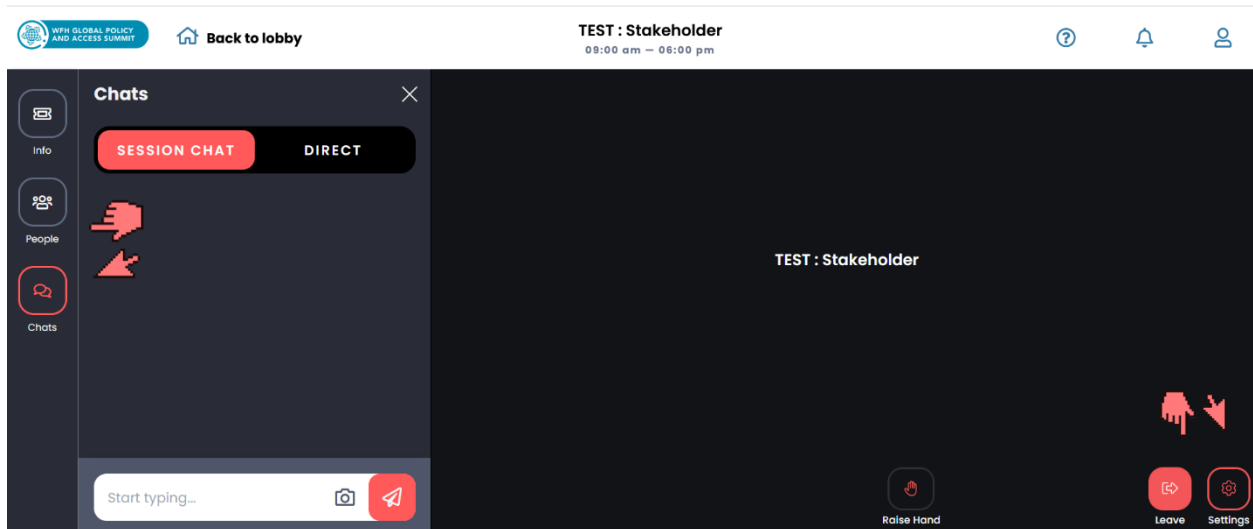 WFH GLOBAL POLICY
AND ACCESS SUMMIT
Back to lobby
TEST : Stakeholder
09:00 am — 06:00 pm
Info
People
Chats
Chats
SESSION CHAT
DIRECT
Start typing...
TEST : Stakeholder
Raise Hand
Leave
Settings